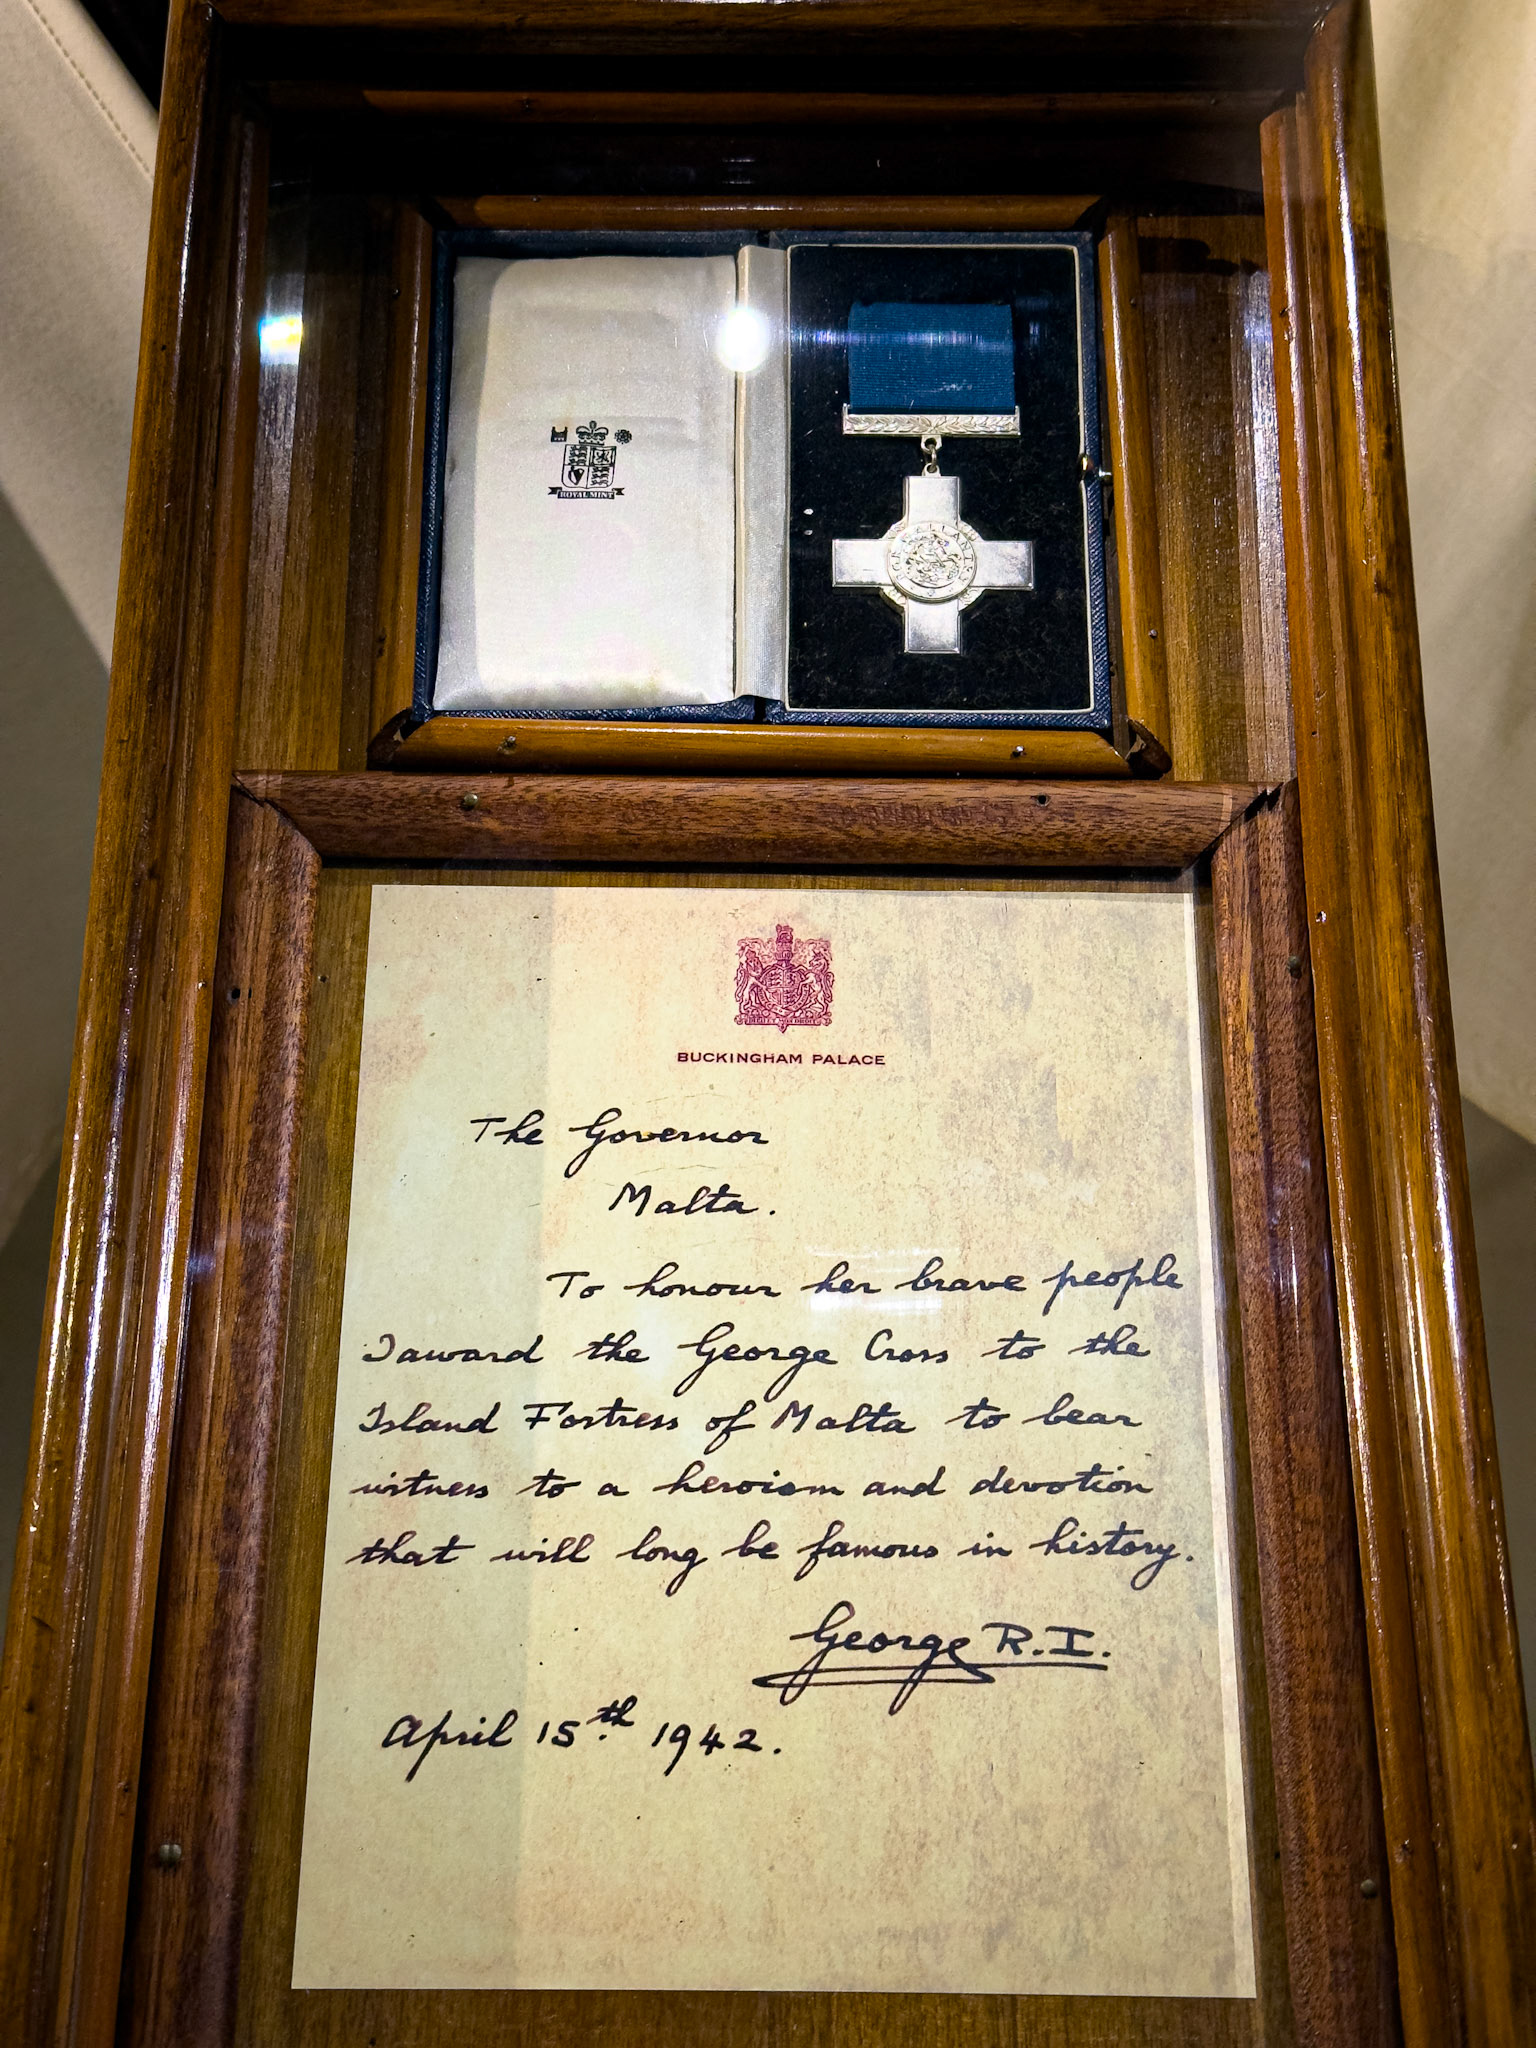 ROYAL MINT
FOR GALLANTRY
BUCKINGHAM PALACE
The Governor
Malta.
To honour her brave people
I award the George Cross to the
Island Fortress of Malta to bear
witness to a heroism and devotion
that will long be famous in history.
George R.I.
April 15th 1942.